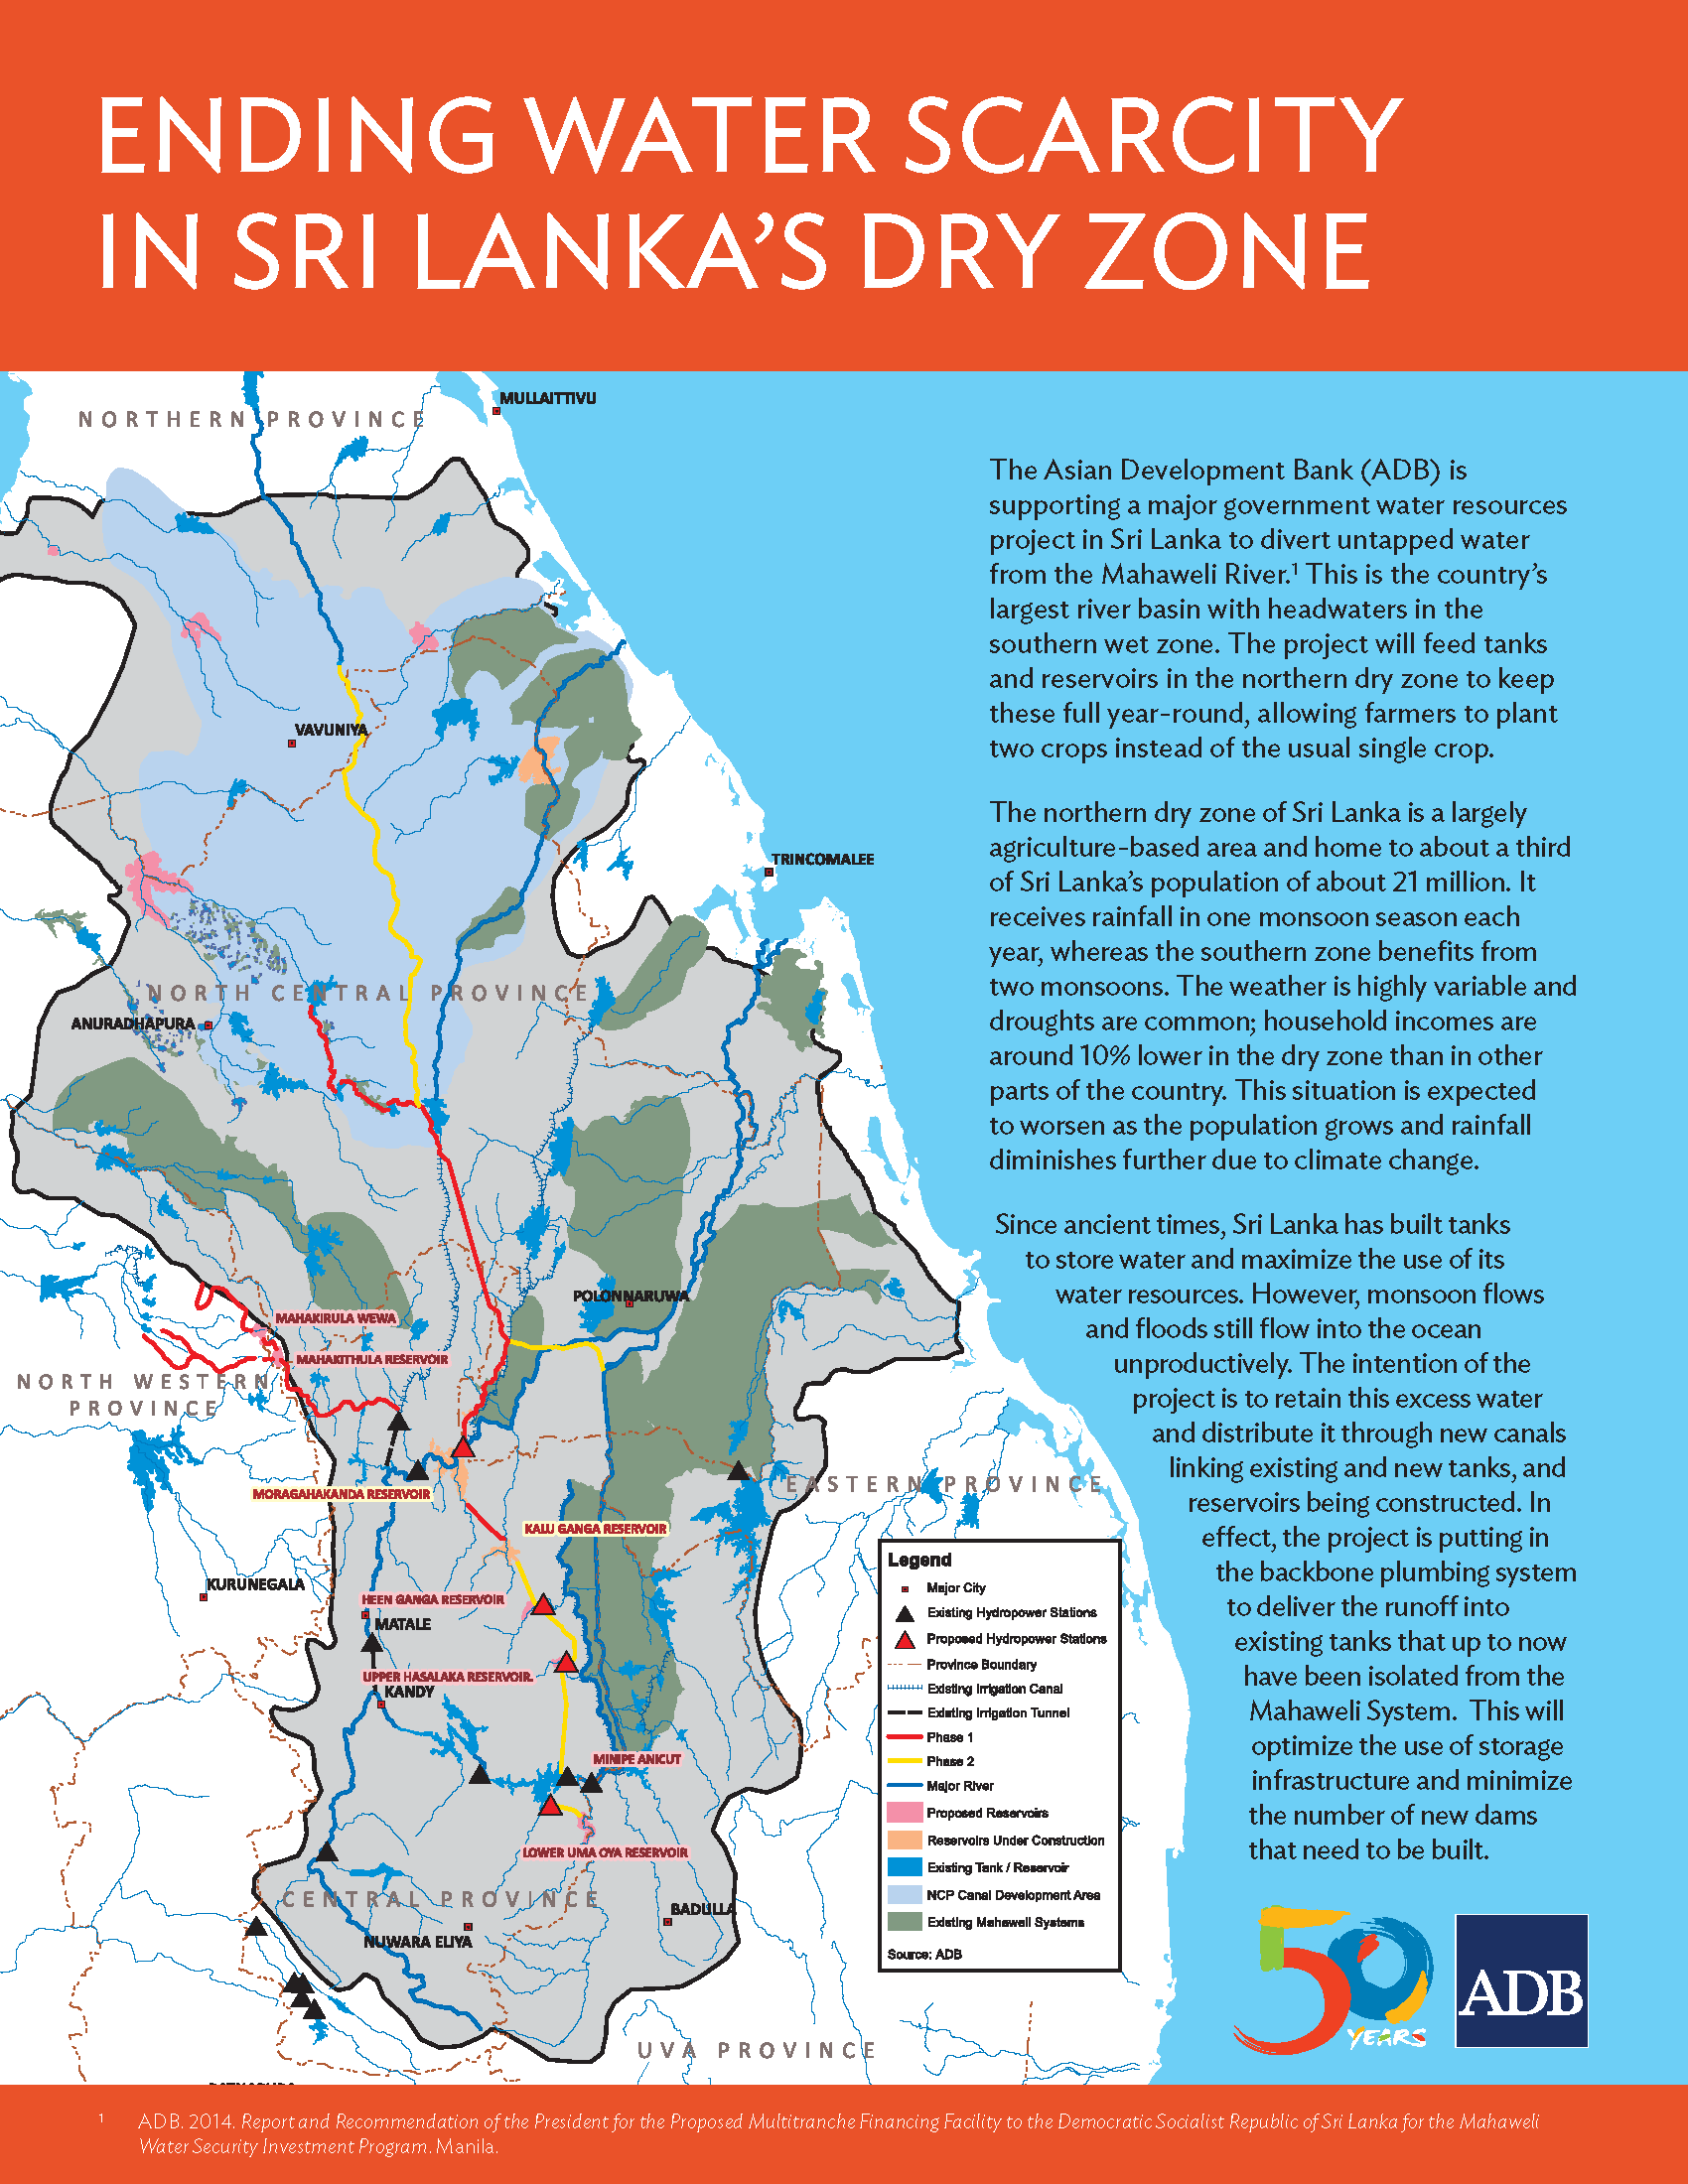 ENDING WATER SCARCITY
IN SRI LANKA'S DRY ZONE
NORTHERN PROVINCE
MULLAITTIVU
VAVUNIYA
TRINCOMALEE
NORTH CENTRAL PROVINCE
ANURADHAPURA
POLONNARUWA
MAHAKIRULA WEWA
MAHAKITHULA RESERVOIR
NORTH WESTERN
PROVINCE
MORAGAHAKANDA RESERVOIR
EASTERN PROVINCE
KALU GANGA RESERVOIR
KURUNEGALA
HEEN GANGA RESERVOIR
MATALE
UPPER HASALAKA RESERVOIR.
KANDY
MINIPE ANICUT
LOWER UMA OYA RESERVOIR
CENTRAL PROVINCE
BADULLA
NUWARA ELIYA
UVA PROVINCE
Legend
Major City
Existing Hydropower Stations
Proposed Hydropower Stations
Province Boundary
Existing Irrigation Canal
Existing Irrigation Tunnel
Phase 1
Phase 2
Major River
Proposed Reservoirs
Reservoirs Under Construction
Existing Tank / Reservoir
NCP Canal Development Area
Existing Mahaweli Systems
Source: ADB
The Asian Development Bank (ADB) is
supporting a major government water resources
project in Sri Lanka to divert untapped water
from the Mahaweli River.¹ This is the country's
largest river basin with headwaters in the
southern wet zone. The project will feed tanks
and reservoirs in the northern dry zone to keep
these full year-round, allowing farmers to plant
two crops instead of the usual single crop.
The northern dry zone of Sri Lanka is a largely
agriculture-based area and home to about a third
of Sri Lanka's population of about 21 million. It
receives rainfall in one monsoon season each
year, whereas the southern zone benefits from
two monsoons. The weather is highly variable and
droughts are common; household incomes are
around 10% lower in the dry zone than in other
parts of the country. This situation is expected
to worsen as the population grows and rainfall
diminishes further due to climate change.
Since ancient times, Sri Lanka has built tanks
to store water and maximize the use of its
water resources. However, monsoon flows
and floods still flow into the ocean
unproductively. The intention of the
project is to retain this excess water
and distribute it through new canals
linking existing and new tanks, and
reservoirs being constructed. In
effect, the project is putting in
the backbone plumbing system
to deliver the runoff into
existing tanks that up to now
have been isolated from the
Mahaweli System. This will
optimize the use of storage
infrastructure and minimize
the number of new dams
that need to be built.
50
YEARS
ADB
1 ADB. 2014. Report and Recommendation of the President for the Proposed Multitranche Financing Facility to the Democratic Socialist Republic of Sri Lanka for the Mahaweli
Water Security Investment Program. Manila.